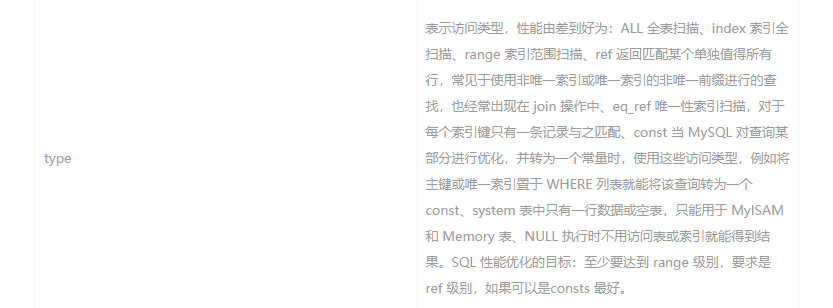 表示访问类型，性能由差到好为：ALL 全表扫描、index 索引全
扫描、range 索引范围扫描、ref 返回匹配某个单独值得所有
行，常见于使用非唯一索引或唯一索引的非唯一前缀进行的查
找，也经常出现在 join 操作中、eq_ref 唯一性索引扫描，对于
每个索引键只有一条记录与之匹配、const 当 MySQL 对查询某
部分进行优化，并转为一个常量时，使用这些访问类型，例如将
type
主键或唯一索引置于 WHERE 列表就能将该查询转为一个
const、system 表中只有一行数据或空表，只能用于 MyISAM
和 Memory 表、NULL 执行时不用访问表或索引就能得到结
果。SQL 性能优化的目标：至少要达到 range 级别，要求是
ref 级别，如果可以是consts 最好。